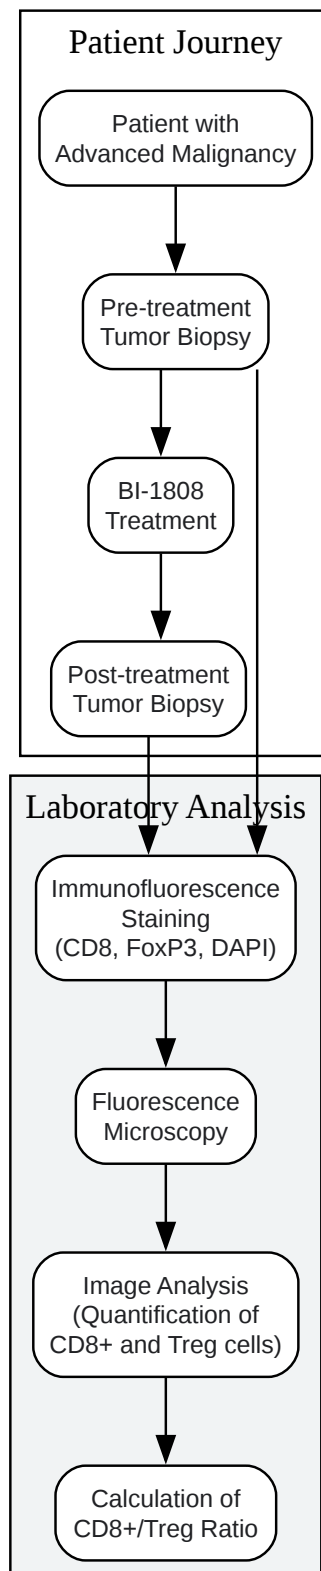 Patient Journey
Patient with
Advanced Malignancy
Pre-treatment
Tumor Biopsy
BI-1808
Treatment
Post-treatment
Tumor Biopsy
Laboratory Analysis
Immunofluorescence
Staining
(CD8, FoxP3, DAPI)
Fluorescence
Microscopy
Image Analysis
(Quantification of
CD8+ and Treg cells)
Calculation of
CD8+/Treg Ratio